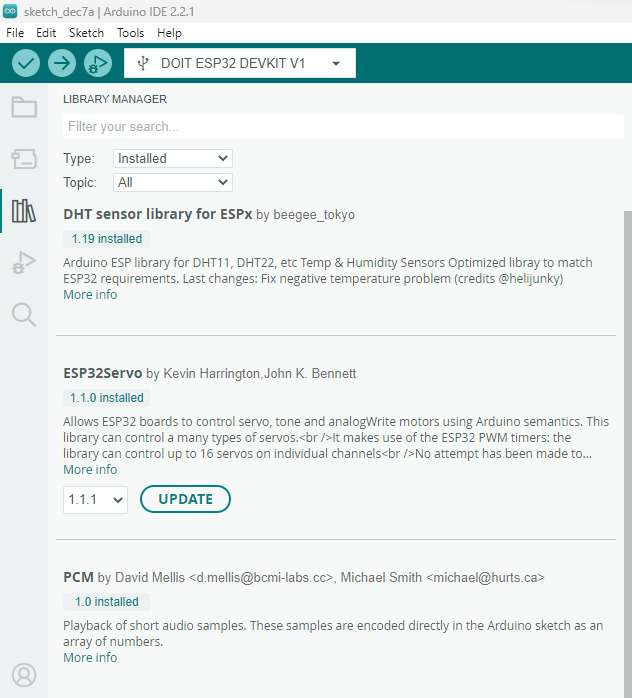 sketch_dec7a | Arduino IDE 2.2.1
File Edit Sketch Tools Help
DOIT ESP32 DEVKIT V1
LIBRARY MANAGER
Filter your search...
Type: Installed
Topic: All
DHT sensor library for ESPx by beegee_tokyo
1.19 installed
Arduino ESP library for DHT11, DHT22, etc Temp & Humidity Sensors Optimized libray to match
ESP32 requirements. Last changes: Fix negative temperature problem (credits @helijunky)
More info
ESP32Servo by Kevin Harrington,John K. Bennett
1.1.0 installed
Allows ESP32 boards to control servo, tone and analogWrite motors using Arduino semantics. This
library can control a many types of servos.<br />It makes use of the ESP32 PWM timers: the
library can control up to 16 servos on individual channels<br />No attempt has been made to...
More info
1.1.1 UPDATE
PCM by David Mellis <d.mellis@bcmi-labs.cc>, Michael Smith <michael@hurts.ca>
1.0 installed
Playback of short audio samples. These samples are encoded directly in the Arduino sketch as an
array of numbers.
More info